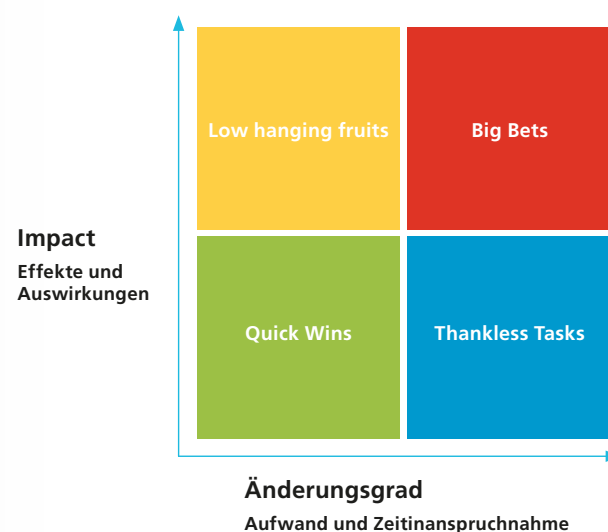 Low hanging fruits
Big Bets
Impact
Effekte und
Auswirkungen
Quick Wins
Thankless Tasks
Änderungsgrad
Aufwand und Zeitinanspruchnahme